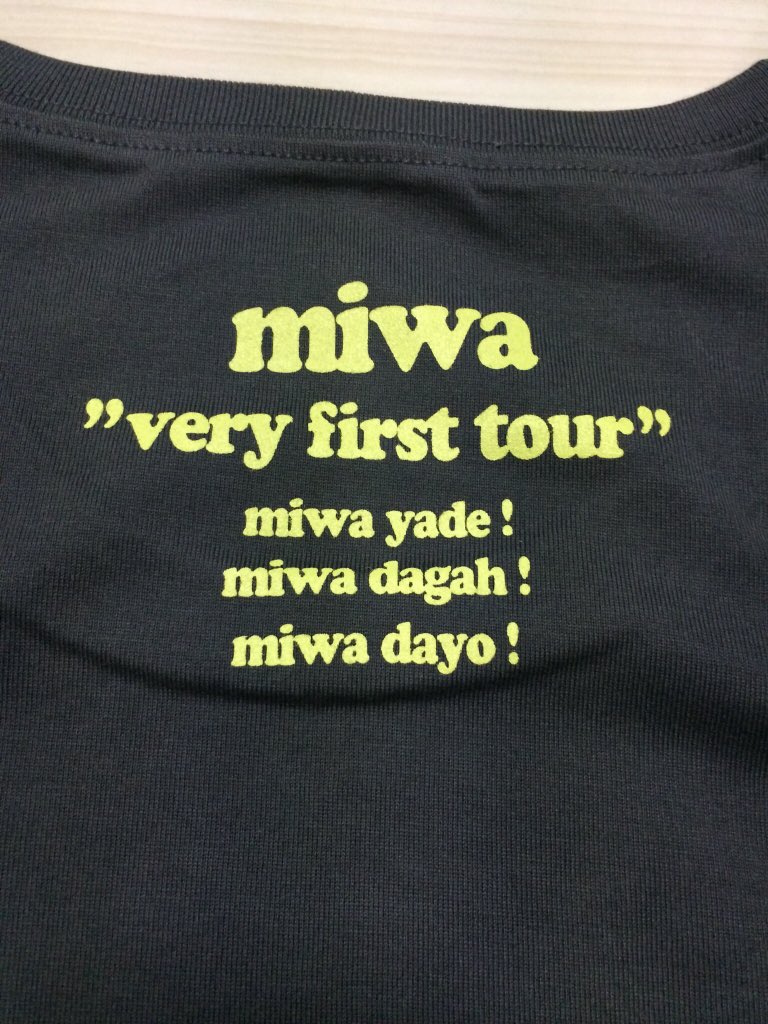 miwa
”very first tour”
miwa yade !
miwa dagah !
miwa dayo !